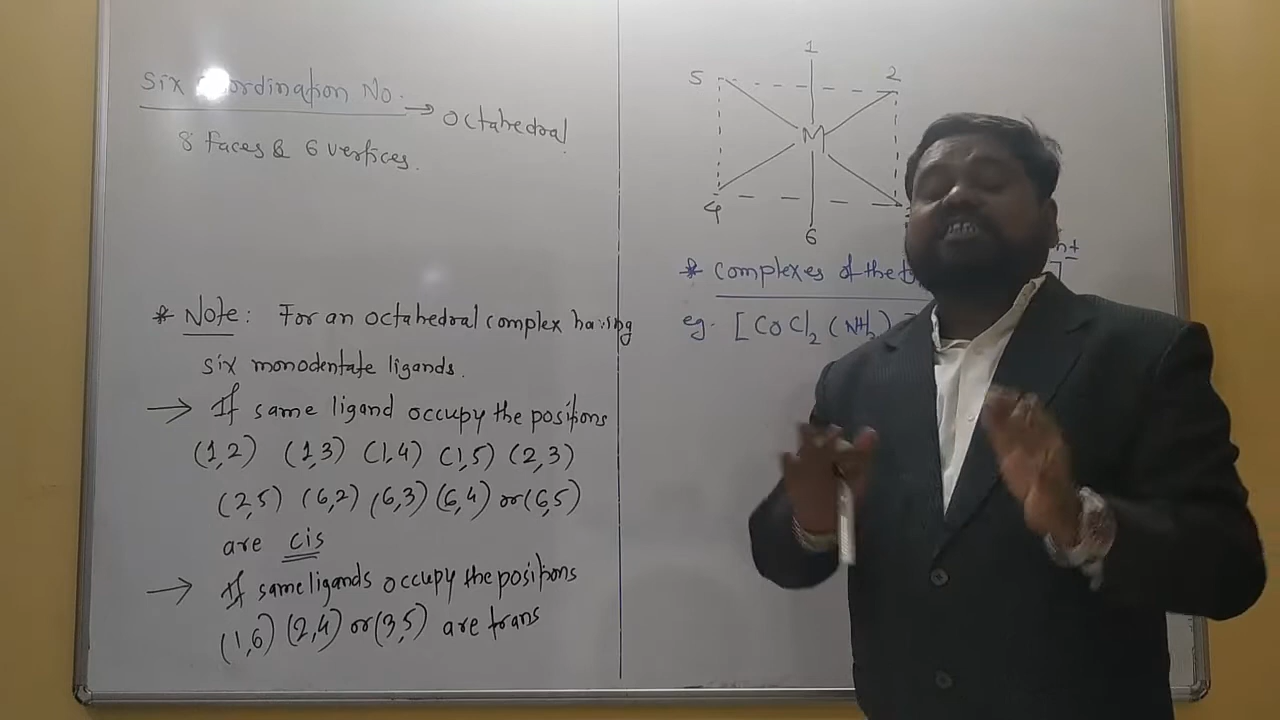 six ordination No. → octahedral
8 faces & 6 vertices.
* Note: For an octahedral complex having
six monodentate ligands.
→ If same ligand occupy the positions
(1,2) (1,3) (1,4) (1,5) (2,3)
(2,5) (6,2) (6,3) (6,4) or (6,5)
are cis
→ If same ligands occupy the positions
(1,6) (2,4) or (3,5) are trans
1
5 2
M
4
6
* complexes of the n±
eg. [CoCl2 (NH3)